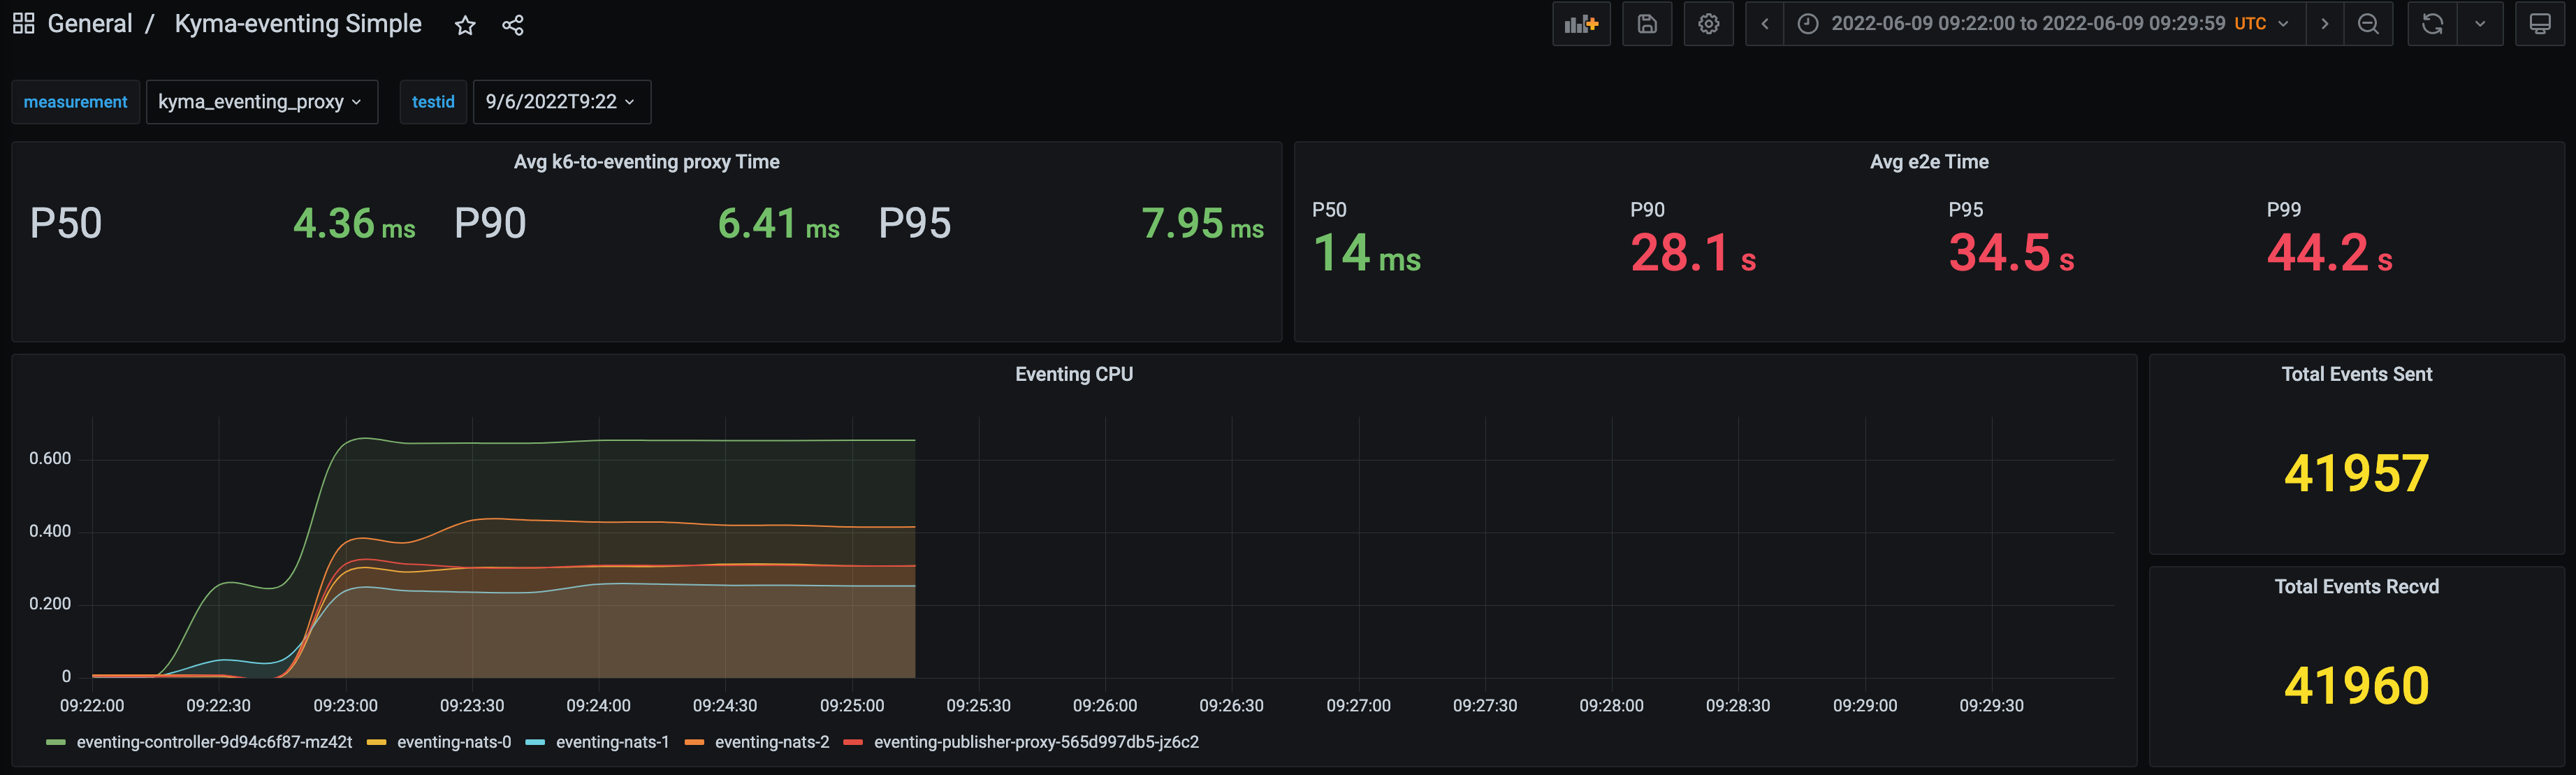 General / Kyma-eventing Simple
2022-06-09 09:22:00 to 2022-06-09 09:29:59 UTC
measurement kyma_eventing_proxy testid 9/6/2022T9:22
Avg k6-to-eventing proxy Time
P50 4.36 ms P90 6.41 ms P95 7.95 ms
Avg e2e Time
P50 P90 P95 P99
14 ms 28.1 s 34.5 s 44.2 s
Eventing CPU
0.600
0.400
0.200
0
09:22:00 09:22:30 09:23:00 09:23:30 09:24:00 09:24:30 09:25:00 09:25:30 09:26:00 09:26:30 09:27:00 09:27:30 09:28:00 09:28:30 09:29:00 09:29:30
eventing-controller-9d94c6f87-mz42t eventing-nats-0 eventing-nats-1 eventing-nats-2 eventing-publisher-proxy-565d997db5-jz6c2
Total Events Sent
41957
Total Events Recvd
41960